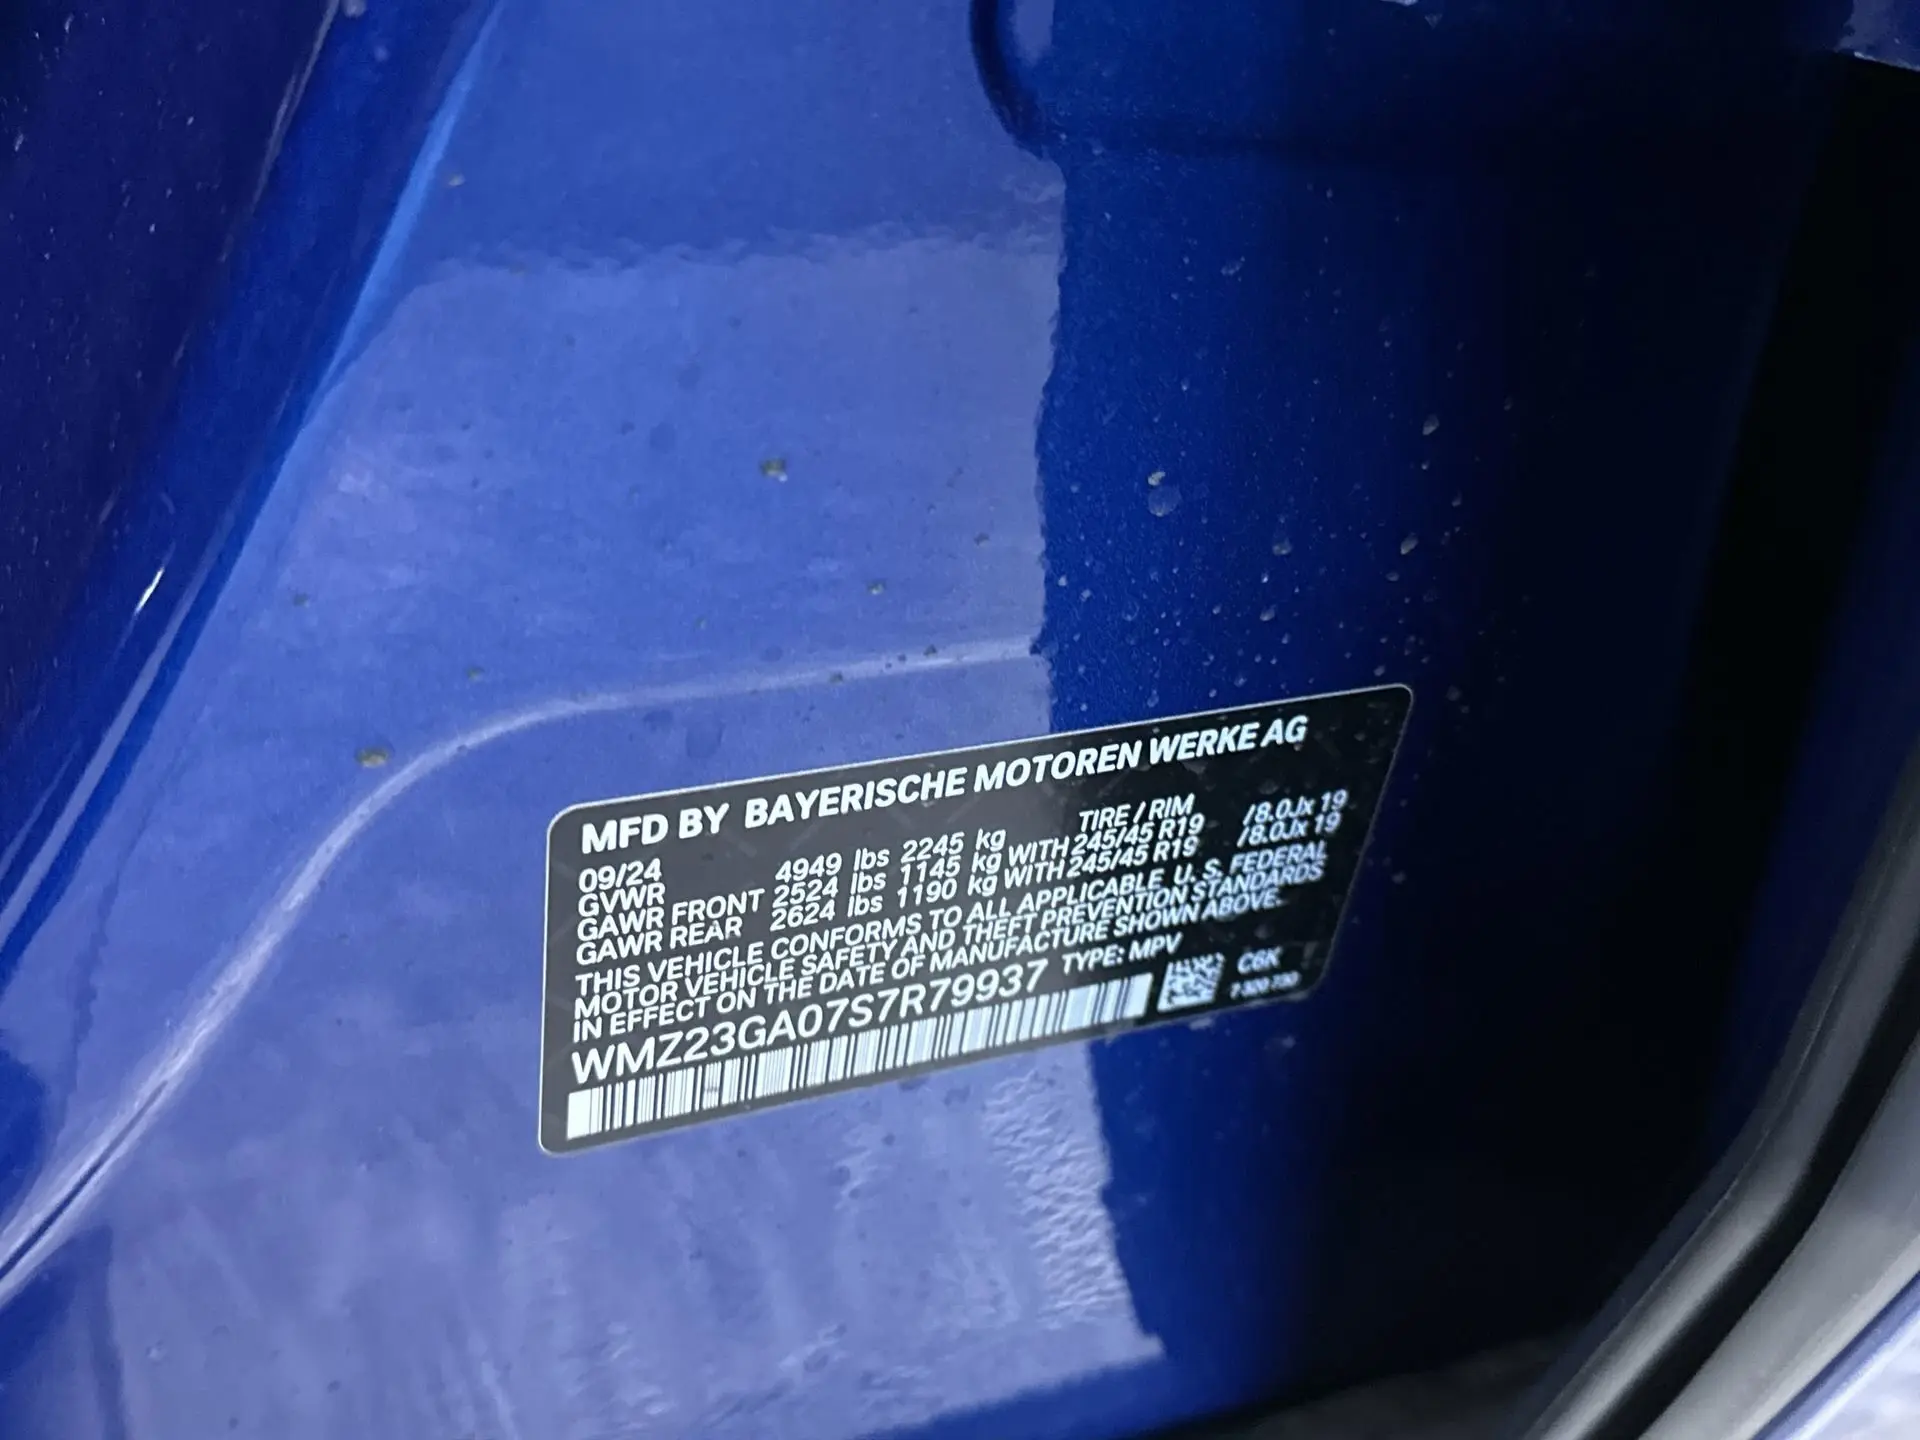 MFD BY BAYERISCHE MOTOREN WERKE AG
09/24 TIRE / RIM
GVWR 4949 lbs 2245 kg
GAWR FRONT 2524 lbs 1145 kg WITH 245/45 R19 /8.0Jx 19
GAWR REAR 2624 lbs 1190 kg WITH 245/45 R19 /8.0Jx 19
THIS VEHICLE CONFORMS TO ALL APPLICABLE U. S. FEDERAL
MOTOR VEHICLE SAFETY AND THEFT PREVENTION STANDARDS
IN EFFECT ON THE DATE OF MANUFACTURE SHOWN ABOVE.
WMZ23GA07S7R79937 TYPE: MPV
C6K